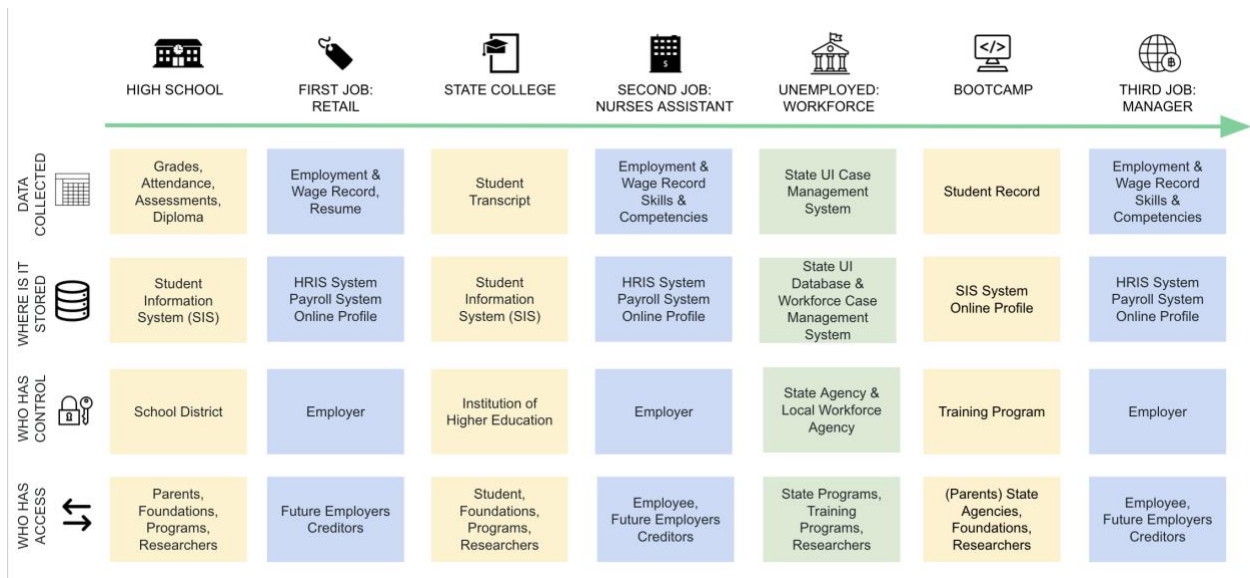 HIGH SCHOOL
FIRST JOB:
RETAIL
STATE COLLEGE
$
SECOND JOB:
NURSES ASSISTANT
UNEMPLOYED:
WORKFORCE
</>
BOOTCAMP
฿
THIRD JOB:
MANAGER
DATA
COLLECTED
Grades,
Attendance,
Assessments,
Diploma
Employment &
Wage Record,
Resume
Student
Transcript
Employment &
Wage Record
Skills &
Competencies
State UI Case
Management
System
Student Record
Employment &
Wage Record
Skills &
Competencies
WHERE IS IT
STORED
Student
Information
System (SIS)
HRIS System
Payroll System
Online Profile
Student
Information
System (SIS)
HRIS System
Payroll System
Online Profile
State UI
Database &
Workforce Case
Management
System
SIS System
Online Profile
HRIS System
Payroll System
Online Profile
WHO HAS
CONTROL
School District
Employer
Institution of
Higher Education
Employer
State Agency &
Local Workforce
Agency
Training Program
Employer
WHO HAS
ACCESS
Parents,
Foundations,
Programs,
Researchers
Future Employers
Creditors
Student,
Foundations,
Programs,
Researchers
Employee,
Future Employers
Creditors
State Programs,
Training
Programs,
Researchers
(Parents) State
Agencies,
Foundations,
Researchers
Employee,
Future Employers
Creditors